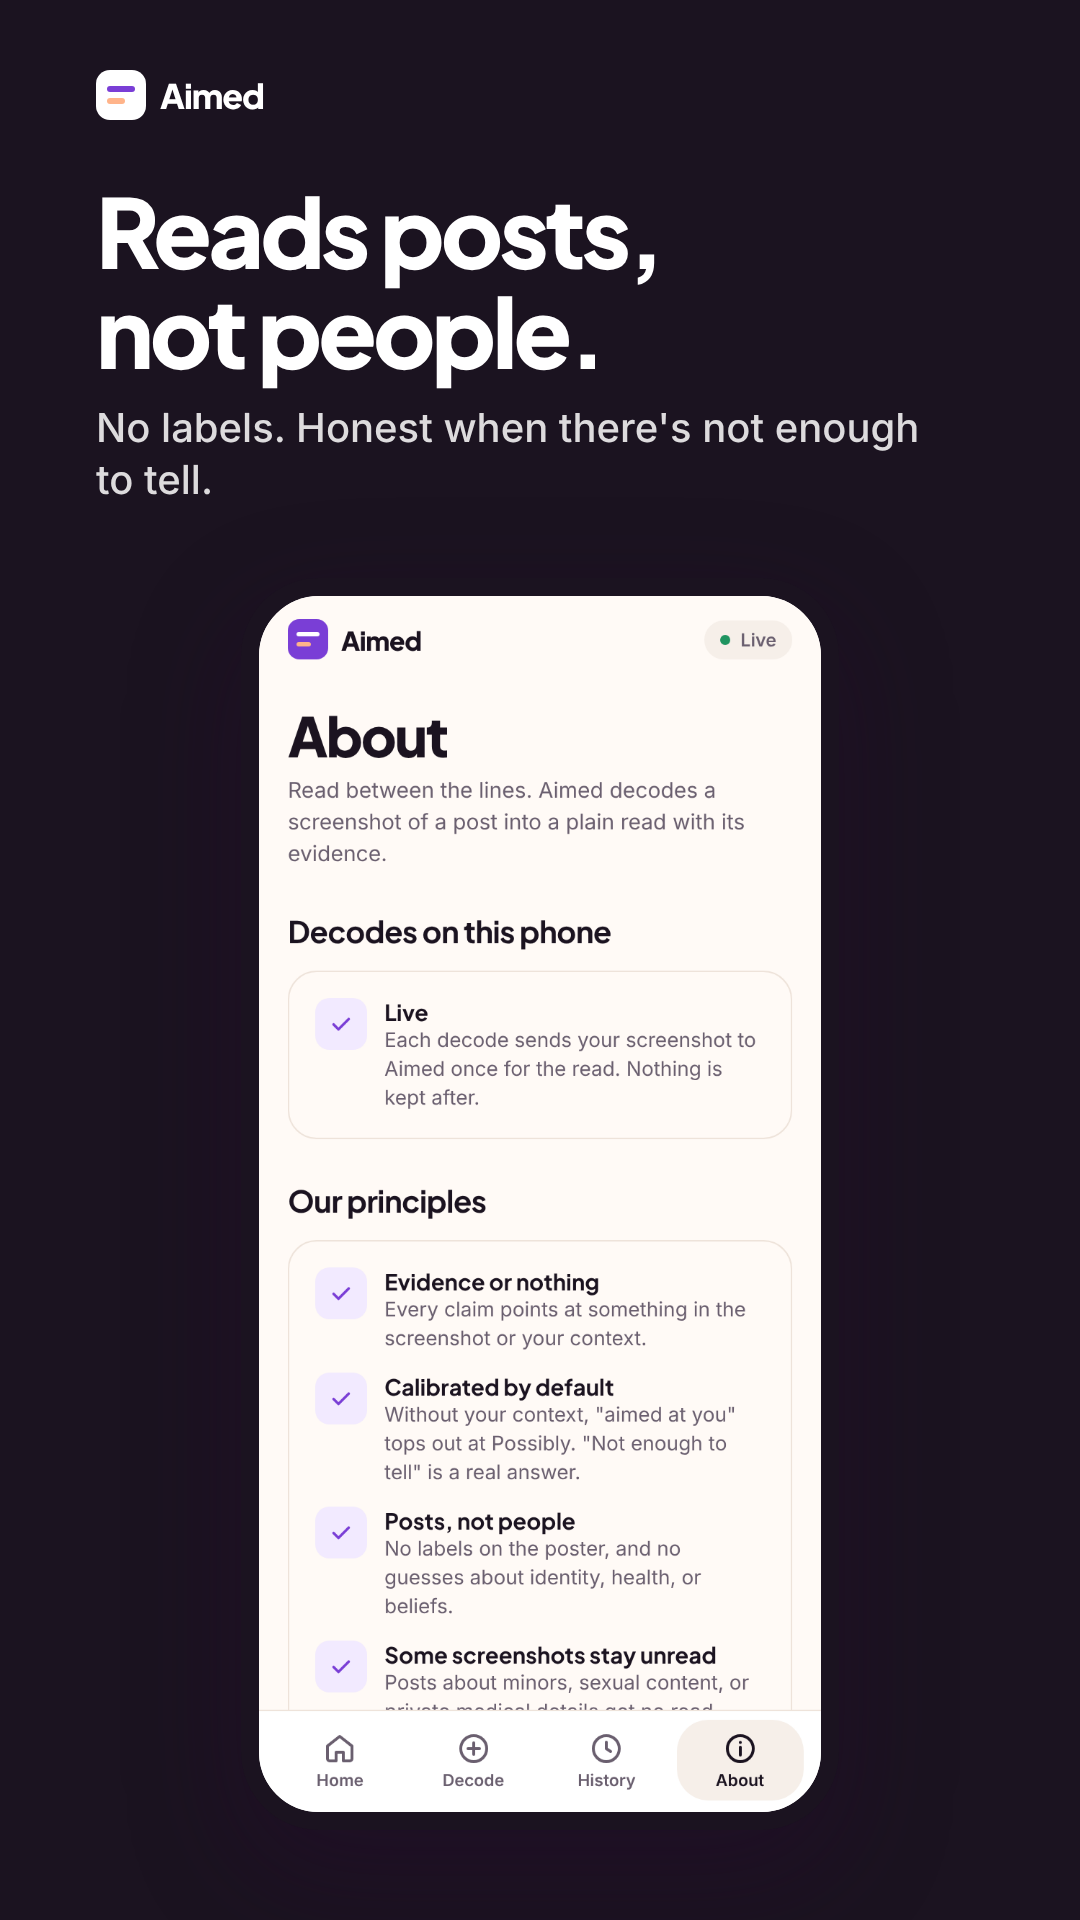 Aimed
Reads posts,
not people.
No labels. Honest when there's not enough
to tell.
Aimed
Live
About
Read between the lines. Aimed decodes a
screenshot of a post into a plain read with its
evidence.
Decodes on this phone
Live
Each decode sends your screenshot to
Aimed once for the read. Nothing is
kept after.
Our principles
Evidence or nothing
Every claim points at something in the
screenshot or your context.
Calibrated by default
Without your context, "aimed at you"
tops out at Possibly. "Not enough to
tell" is a real answer.
Posts, not people
No labels on the poster, and no
guesses about identity, health, or
beliefs.
Some screenshots stay unread
Posts about minors, sexual content, or
private medical details get no read
Home
Decode
History
About